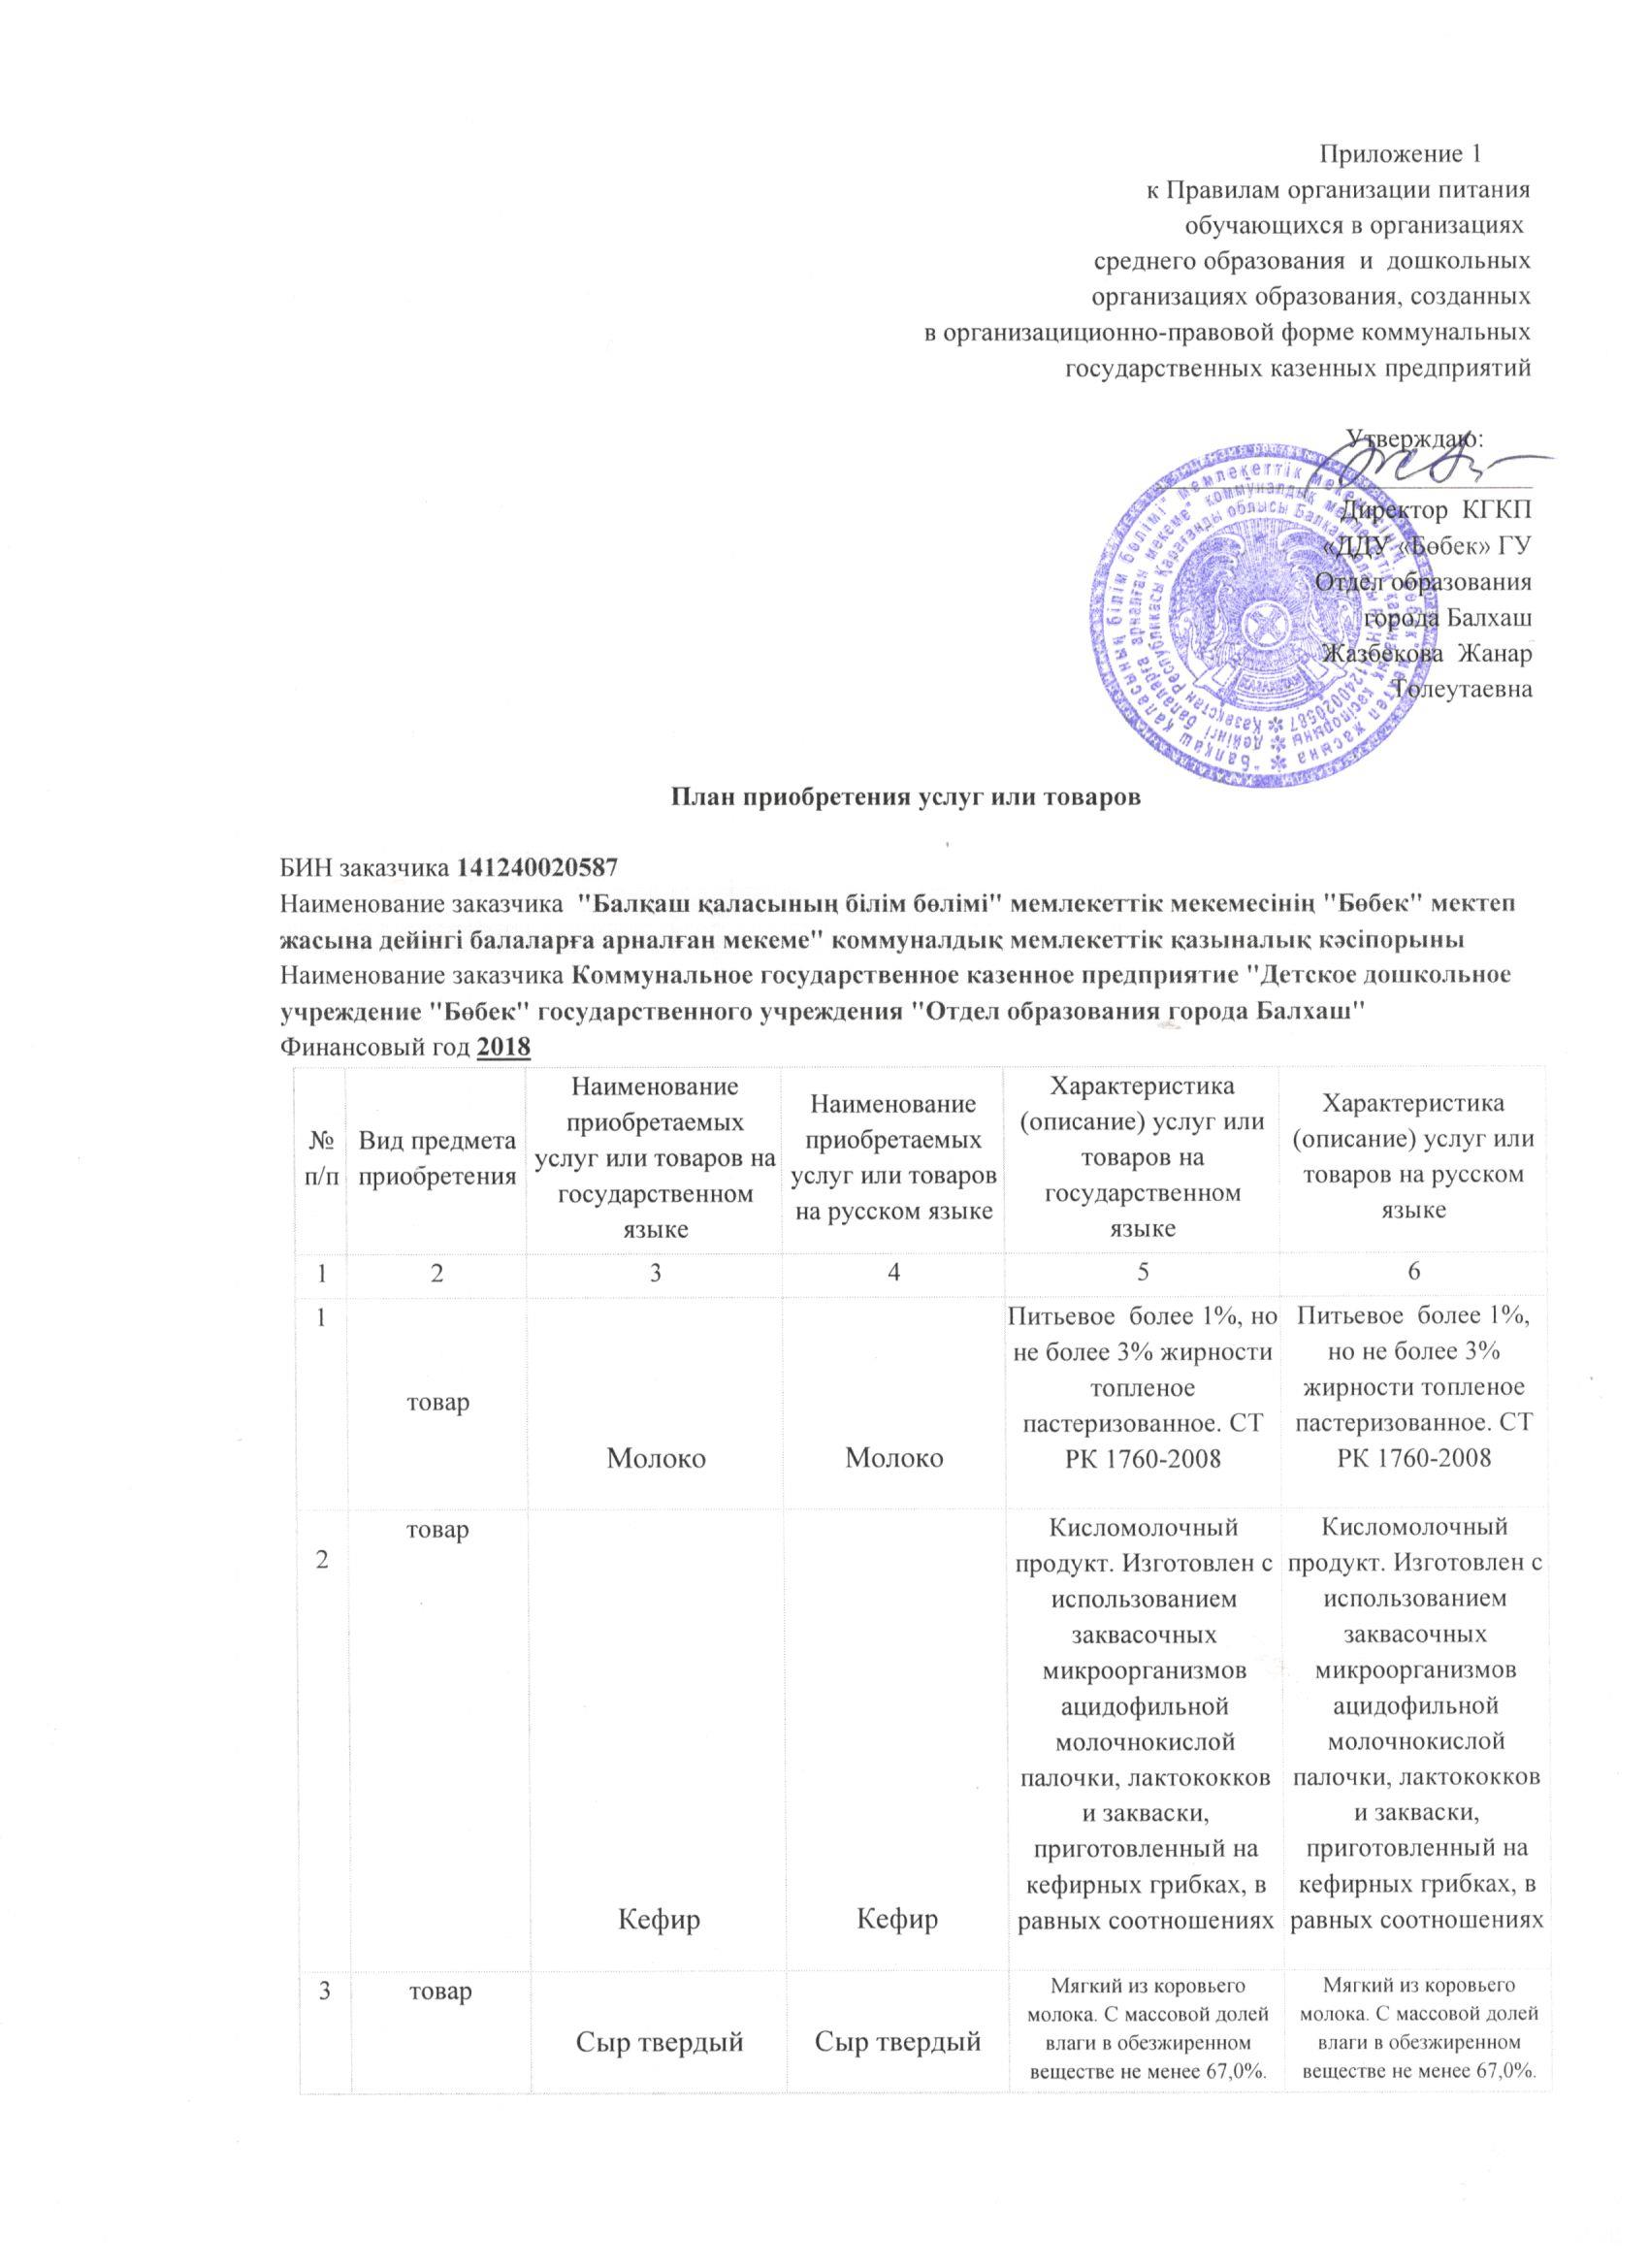 Приложение 1
к Правилам организации питания
обучающихся в организациях
среднего образования и дошкольных
организациях образования, созданных
в организациционно-правовой форме коммунальных
государственных казенных предприятий
Утверждаю:
Директор КГКП
«ДДУ «Бөбек» ГУ
Отдел образования
города Балхаш
Жазбекова Жанар
Толеутаевна
План приобретения услуг или товаров
БИН заказчика 141240020587
Наименование заказчика "Балқаш қаласының білім бөлімі" мемлекеттік мекемесінің "Бөбек" мектеп
жасына дейінгі балаларға арналған мекеме" коммуналдық мемлекеттік қазыналық кәсіпорыны
Наименование заказчика Коммунальное государственное казенное предприятие "Детское дошкольное
учреждение "Бөбек" государственного учреждения "Отдел образования города Балхаш"
Финансовый год 2018
№
п/п
Вид предмета
приобретения
Наименование
приобретаемых
услуг или товаров на
государственном
языке
Наименование
приобретаемых
услуг или товаров
на русском языке
Характеристика
(описание) услуг или
товаров на
государственном
языке
Характеристика
(описание) услуг или
товаров на русском
языке
1
2
3
4
5
6
1
товар
Молоко
Молоко
Питьевое более 1%, но
не более 3% жирности
топленое
пастеризованное. СТ
РК 1760-2008
Питьевое более 1%,
но не более 3%
жирности топленое
пастеризованное. СТ
РК 1760-2008
2
товар
Кефир
Кефир
Кисломолочный
продукт. Изготовлен с
использованием
заквасочных
микроорганизмов
ацидофильной
молочнокислой
палочки, лактококков
и закваски,
приготовленный на
кефирных грибках, в
равных соотношениях
Кисломолочный
продукт. Изготовлен с
использованием
заквасочных
микроорганизмов
ацидофильной
молочнокислой
палочки, лактококков
и закваски,
приготовленный на
кефирных грибках, в
равных соотношениях
3
товар
Сыр твердый
Сыр твердый
Мягкий из коровьего
молока. С массовой долей
влаги в обезжиренном
веществе не менее 67,0%.
Мягкий из коровьего
молока. С массовой долей
влаги в обезжиренном
веществе не менее 67,0%.